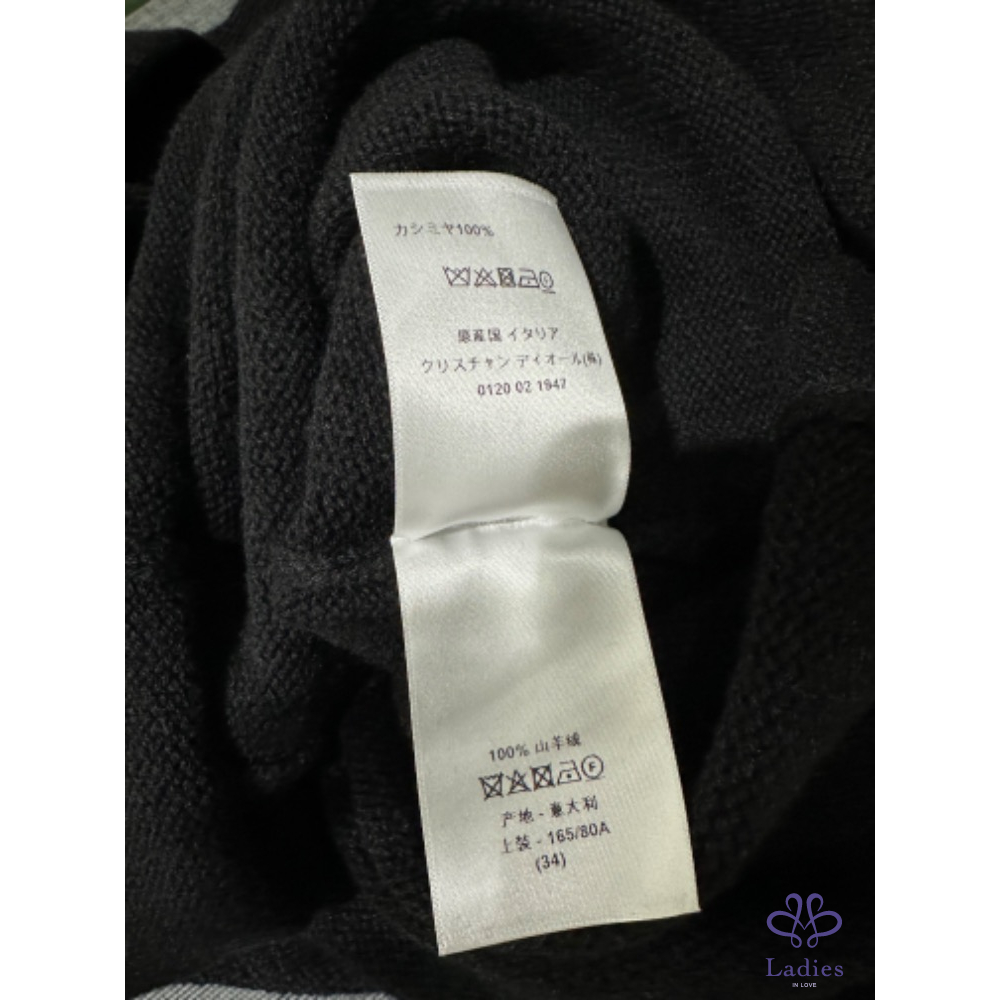 カシミヤ100%
原産国 イタリア
クリスチャン ディオール(株)
0120 02 1947
100% 山羊绒
F
产地 - 意大利
上装 - 165/80A
(34)
Ladies
IN LOVE